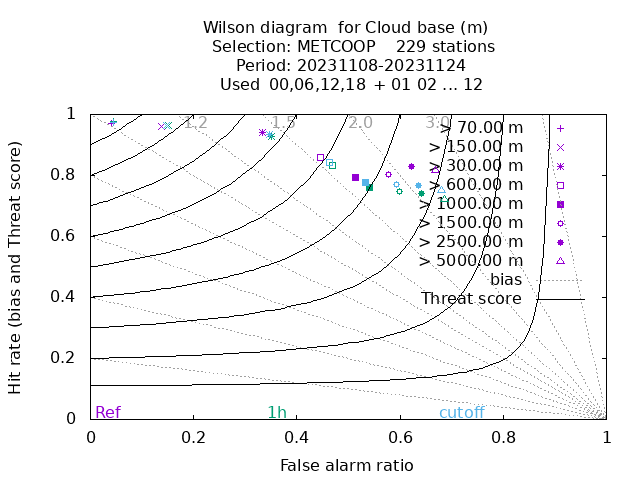 Wilson diagram  for Cloud base (m)
Selection: METCOOP    229 stations
Period: 20231108-20231124
Used  00,06,12,18  + 01 02 ... 12
Hit rate (bias and Threat score)
1
0.8
0.6
0.4
0.2
0
1.2
1.5
2.0
3.0
> 70.00 m
> 150.00 m
> 300.00 m
> 600.00 m
> 1000.00 m
> 1500.00 m
> 2500.00 m
> 5000.00 m
bias
Threat score
Ref 1h cutoff
0 0.2 0.4 0.6 0.8 1
False alarm ratio